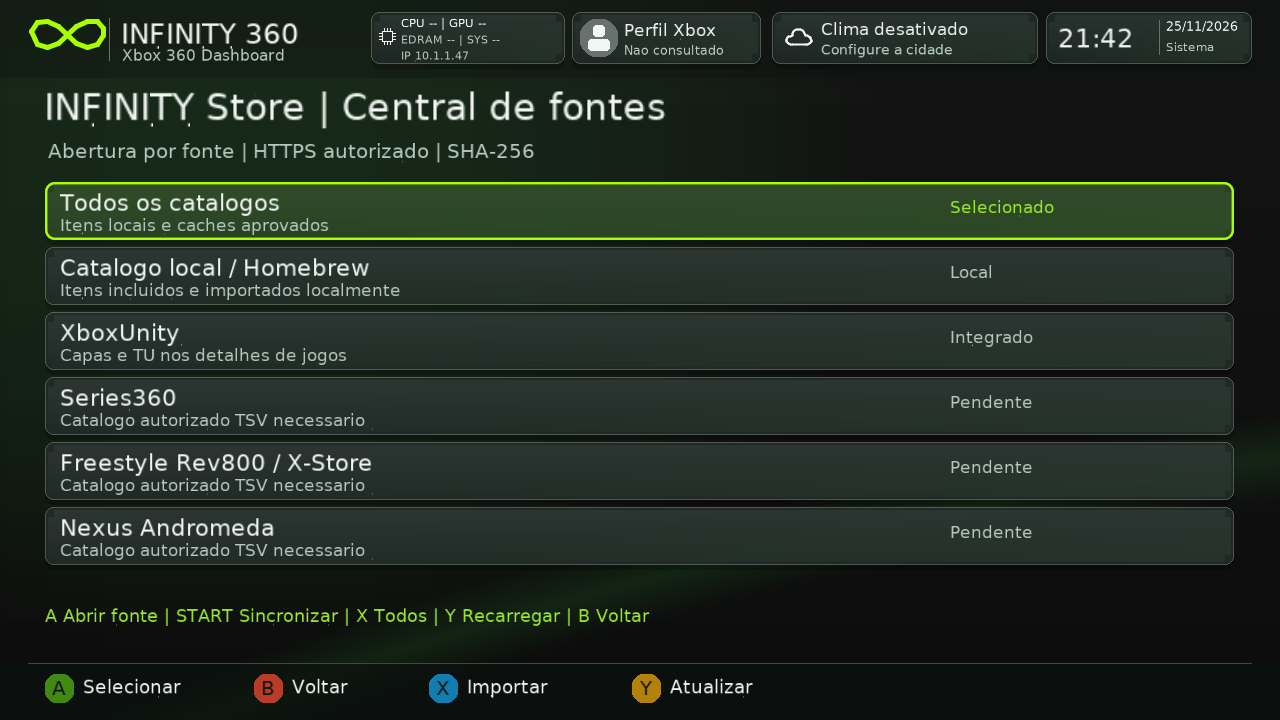 INFINITY 360
Xbox 360 Dashboard
CPU -- | GPU --
EDRAM -- | SYS --
IP 10.1.1.47
Perfil Xbox
Nao consultado
Clima desativado
Configure a cidade
21:42
25/11/2026
Sistema
INFINITY Store | Central de fontes
Abertura por fonte | HTTPS autorizado | SHA-256
Todos os catalogos
Selecionado
Itens locais e caches aprovados
Catalogo local / Homebrew
Local
Itens incluidos e importados localmente
XboxUnity
Integrado
Capas e TU nos detalhes de jogos
Series360
Pendente
Catalogo autorizado TSV necessario
Freestyle Rev800 / X-Store
Pendente
Catalogo autorizado TSV necessario
Nexus Andromeda
Pendente
Catalogo autorizado TSV necessario
A Abrir fonte | START Sincronizar | X Todos | Y Recarregar | B Voltar
A Selecionar
B Voltar
X Importar
Y Atualizar